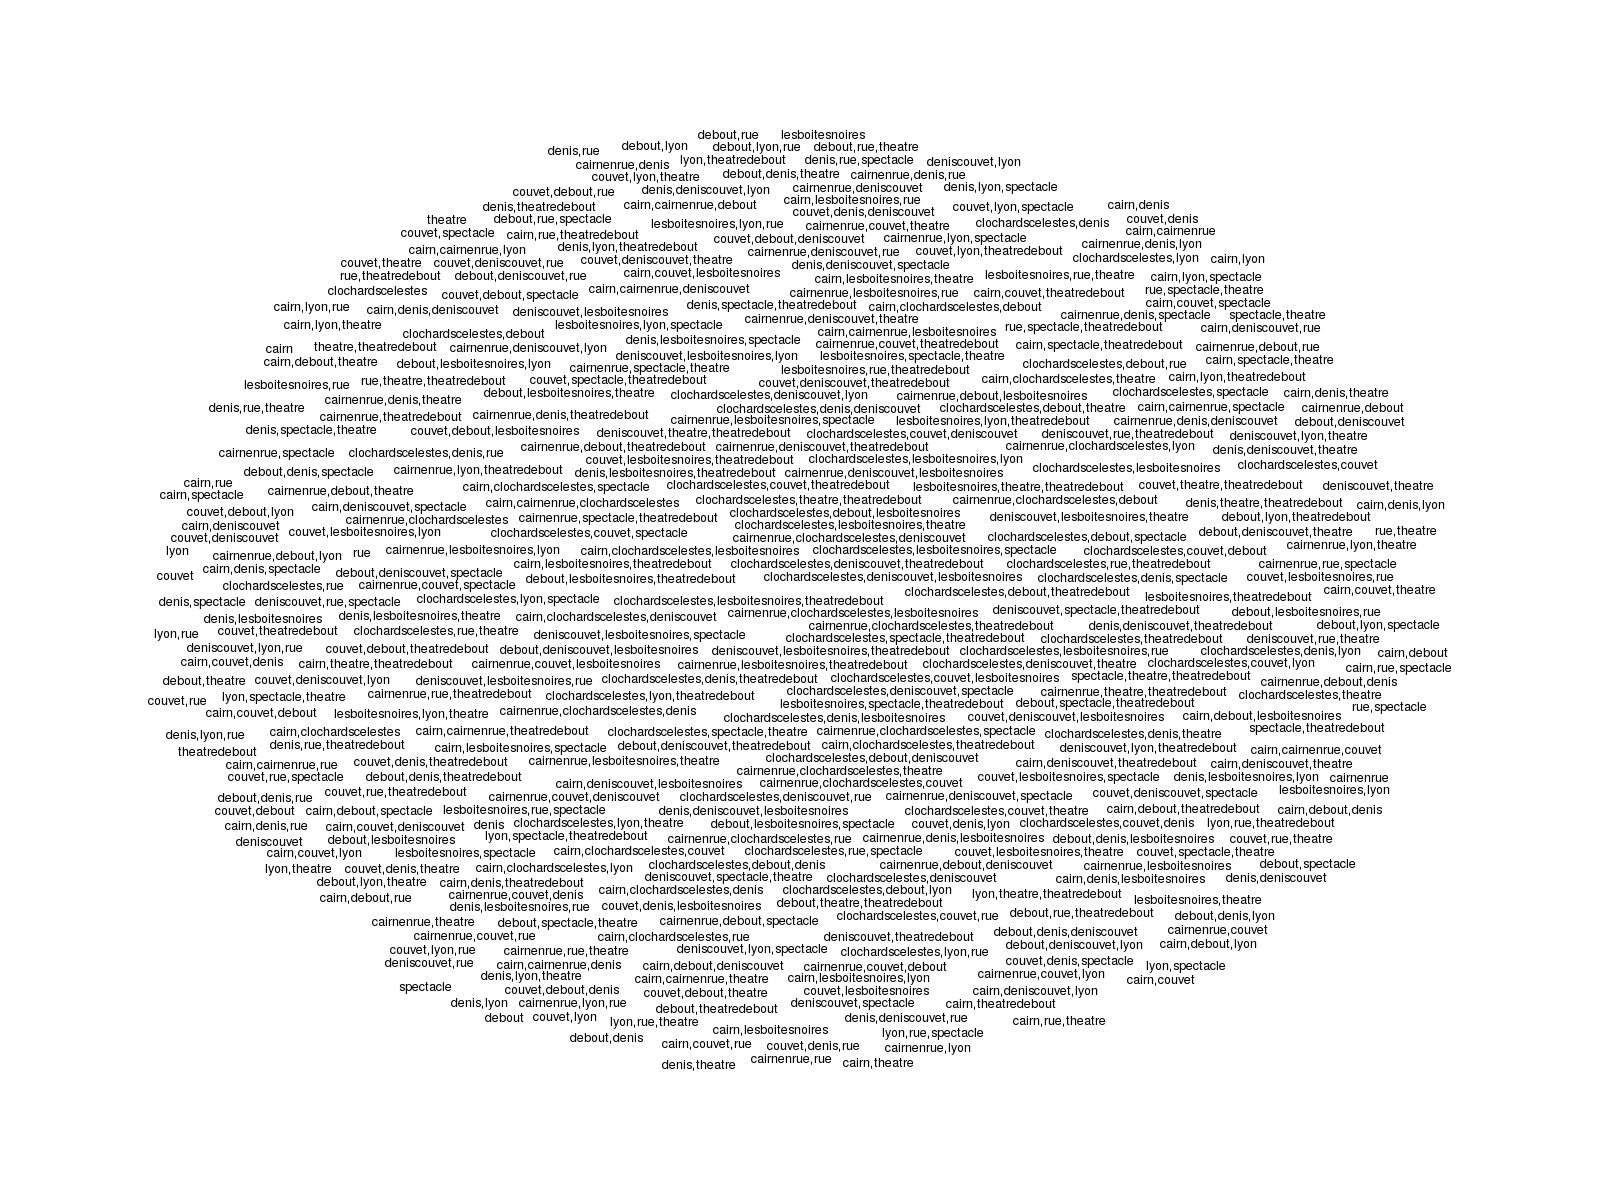 debout,rue lesboitesnoires
denis,rue debout,lyon debout,lyon,rue debout,rue,theatre
cairnenrue,denis lyon,theatredebout denis,rue,spectacle deniscouvet,lyon
couvet,lyon,theatre debout,denis,theatre cairnenrue,denis,rue
couvet,debout,rue denis,deniscouvet,lyon cairnenrue,deniscouvet denis,lyon,spectacle
denis,theatredebout cairn,cairnenrue,debout cairn,lesboitesnoires,rue couvet,lyon,spectacle cairn,denis
theatre debout,rue,spectacle couvet,denis,deniscouvet couvet,denis
lesboitesnoires,lyon,rue cairnenrue,couvet,theatre clochardscelestes,denis
couvet,spectacle cairn,rue,theatredebout couvet,debout,deniscouvet cairnenrue,lyon,spectacle cairn,cairnenrue
cairn,cairnenrue,lyon denis,lyon,theatredebout cairnenrue,deniscouvet,rue couvet,lyon,theatredebout cairnenrue,denis,lyon
couvet,theatre couvet,deniscouvet,rue couvet,deniscouvet,theatre denis,deniscouvet,spectacle clochardscelestes,lyon cairn,lyon
rue,theatredebout debout,deniscouvet,rue cairn,couvet,lesboitesnoires cairn,lesboitesnoires,theatre lesboitesnoires,rue,theatre cairn,lyon,spectacle
clochardscelestes couvet,debout,spectacle cairn,cairnenrue,deniscouvet cairnenrue,lesboitesnoires,rue cairn,couvet,theatredebout rue,spectacle,theatre
cairn,lyon,rue cairn,denis,deniscouvet deniscouvet,lesboitesnoires denis,spectacle,theatredebout cairn,clochardscelestes,debout cairn,couvet,spectacle
cairn,lyon,theatre lesboitesnoires,lyon,spectacle cairnenrue,deniscouvet,theatre cairnenrue,denis,spectacle spectacle,theatre
clochardscelestes,debout denis,lesboitesnoires,spectacle cairn,cairnenrue,lesboitesnoires rue,spectacle,theatredebout cairn,deniscouvet,rue
cairn theatre,theatredebout cairnenrue,deniscouvet,lyon cairnenrue,couvet,theatredebout cairn,spectacle,theatredebout cairnenrue,debout,rue
cairn,debout,theatre debout,lesboitesnoires,lyon deniscouvet,lesboitesnoires,lyon lesboitesnoires,spectacle,theatre clochardscelestes,debout,rue cairn,spectacle,theatre
cairnenrue,spectacle,theatre lesboitesnoires,rue,theatredebout
lesboitesnoires,rue rue,theatre,theatredebout couvet,spectacle,theatredebout couvet,deniscouvet,theatredebout cairn,clochardscelestes,theatre cairn,lyon,theatredebout
cairnenrue,denis,theatre debout,lesboitesnoires,theatre clochardscelestes,deniscouvet,lyon cairnenrue,debout,lesboitesnoires clochardscelestes,spectacle cairn,denis,theatre
denis,rue,theatre clochardscelestes,denis,deniscouvet clochardscelestes,debout,theatre cairn,cairnenrue,spectacle cairnenrue,debout
cairnenrue,theatredebout cairnenrue,denis,theatredebout cairnenrue,lesboitesnoires,spectacle lesboitesnoires,lyon,theatredebout cairnenrue,denis,deniscouvet debout,deniscouvet
denis,spectacle,theatre couvet,debout,lesboitesnoires deniscouvet,theatre,theatredebout clochardscelestes,couvet,deniscouvet deniscouvet,rue,theatredebout deniscouvet,lyon,theatre
cairnenrue,spectacle clochardscelestes,denis,rue cairnenrue,debout,theatredebout cairnenrue,deniscouvet,theatredebout cairnenrue,clochardscelestes,lyon denis,deniscouvet,theatre
couvet,lesboitesnoires,theatredebout clochardscelestes,lesboitesnoires,lyon
debout,denis,spectacle cairnenrue,lyon,theatredebout denis,lesboitesnoires,theatredebout cairnenrue,deniscouvet,lesboitesnoires clochardscelestes,lesboitesnoires clochardscelestes,couvet
cairn,rue cairn,clochardscelestes,spectacle clochardscelestes,couvet,theatredebout lesboitesnoires,theatre,theatredebout couvet,theatre,theatredebout deniscouvet,theatre
cairn,spectacle cairnenrue,debout,theatre
cairn,deniscouvet,spectacle cairn,cairnenrue,clochardscelestes clochardscelestes,theatre,theatredebout cairnenrue,clochardscelestes,debout denis,theatre,theatredebout cairn,denis,lyon
couvet,debout,lyon cairnenrue,clochardscelestes cairnenrue,spectacle,theatredebout clochardscelestes,debout,lesboitesnoires deniscouvet,lesboitesnoires,theatre debout,lyon,theatredebout
cairn,deniscouvet couvet,lesboitesnoires,lyon clochardscelestes,couvet,spectacle clochardscelestes,lesboitesnoires,theatre debout,deniscouvet,theatre rue,theatre
couvet,deniscouvet cairnenrue,clochardscelestes,deniscouvet clochardscelestes,debout,spectacle
lyon cairnenrue,debout,lyon rue cairnenrue,lesboitesnoires,lyon cairn,clochardscelestes,lesboitesnoires clochardscelestes,lesboitesnoires,spectacle clochardscelestes,couvet,debout cairnenrue,lyon,theatre
cairn,denis,spectacle cairn,lesboitesnoires,theatredebout clochardscelestes,deniscouvet,theatredebout clochardscelestes,rue,theatredebout cairnenrue,rue,spectacle
couvet debout,deniscouvet,spectacle debout,lesboitesnoires,theatredebout clochardscelestes,deniscouvet,lesboitesnoires clochardscelestes,denis,spectacle couvet,lesboitesnoires,rue
clochardscelestes,rue cairnenrue,couvet,spectacle clochardscelestes,debout,theatredebout cairn,couvet,theatre
denis,spectacle deniscouvet,rue,spectacle clochardscelestes,lyon,spectacle clochardscelestes,lesboitesnoires,theatredebout lesboitesnoires,theatredebout
denis,lesboitesnoires denis,lesboitesnoires,theatre cairn,clochardscelestes,deniscouvet cairnenrue,clochardscelestes,lesboitesnoires deniscouvet,spectacle,theatredebout debout,lesboitesnoires,rue
lyon,rue couvet,theatredebout clochardscelestes,rue,theatre deniscouvet,lesboitesnoires,spectacle cairnenrue,clochardscelestes,theatredebout denis,deniscouvet,theatredebout debout,lyon,spectacle
clochardscelestes,spectacle,theatredebout clochardscelestes,theatredebout deniscouvet,rue,theatre
deniscouvet,lyon,rue couvet,debout,theatredebout debout,deniscouvet,lesboitesnoires deniscouvet,lesboitesnoires,theatredebout clochardscelestes,lesboitesnoires,rue clochardscelestes,denis,lyon cairn,debout
cairn,couvet,denis cairn,theatre,theatredebout cairnenrue,couvet,lesboitesnoires cairnenrue,lesboitesnoires,theatredebout clochardscelestes,deniscouvet,theatre clochardscelestes,couvet,lyon cairn,rue,spectacle
debout,theatre couvet,deniscouvet,lyon deniscouvet,lesboitesnoires,rue clochardscelestes,denis,theatredebout clochardscelestes,couvet,lesboitesnoires spectacle,theatre,theatredebout cairnenrue,debout,denis
couvet,rue lyon,spectacle,theatre cairnenrue,rue,theatredebout clochardscelestes,lyon,theatredebout clochardscelestes,deniscouvet,spectacle cairnenrue,theatre,theatredebout clochardscelestes,theatre
cairn,couvet,debout lesboitesnoires,lyon,theatre cairnenrue,clochardscelestes,denis lesboitesnoires,spectacle,theatredebout debout,spectacle,theatredebout rue,spectacle
clochardscelestes,denis,lesboitesnoires couvet,deniscouvet,lesboitesnoires cairn,debout,lesboitesnoires
denis,lyon,rue cairn,clochardscelestes cairn,cairnenrue,theatredebout clochardscelestes,spectacle,theatre cairnenrue,clochardscelestes,spectacle clochardscelestes,denis,theatre spectacle,theatredebout
theatredebout denis,rue,theatredebout cairn,lesboitesnoires,spectacle debout,deniscouvet,theatredebout cairn,clochardscelestes,theatredebout deniscouvet,lyon,theatredebout cairn,cairnenrue,couvet
cairn,cairnenrue,rue couvet,denis,theatredebout cairnenrue,lesboitesnoires,theatre clochardscelestes,debout,deniscouvet cairn,deniscouvet,theatredebout cairn,deniscouvet,theatre
couvet,rue,spectacle debout,denis,theatredebout cairnenrue,clochardscelestes,theatre couvet,lesboitesnoires,spectacle denis,lesboitesnoires,lyon cairnenrue
cairn,deniscouvet,lesboitesnoires cairnenrue,clochardscelestes,couvet
debout,denis,rue couvet,rue,theatredebout cairnenrue,couvet,deniscouvet clochardscelestes,deniscouvet,rue cairnenrue,deniscouvet,spectacle couvet,deniscouvet,spectacle lesboitesnoires,lyon
couvet,debout cairn,debout,spectacle lesboitesnoires,rue,spectacle denis,deniscouvet,lesboitesnoires clochardscelestes,couvet,theatre cairn,debout,theatredebout cairn,debout,denis
cairn,denis,rue cairn,couvet,deniscouvet denis clochardscelestes,lyon,theatre debout,lesboitesnoires,spectacle couvet,denis,lyon clochardscelestes,couvet,denis lyon,rue,theatredebout
deniscouvet debout,lesboitesnoires lyon,spectacle,theatredebout cairnenrue,clochardscelestes,rue cairnenrue,denis,lesboitesnoires debout,denis,lesboitesnoires couvet,rue,theatre
cairn,couvet,lyon lesboitesnoires,spectacle cairn,clochardscelestes,couvet clochardscelestes,rue,spectacle couvet,lesboitesnoires,theatre couvet,spectacle,theatre
lyon,theatre couvet,denis,theatre cairn,clochardscelestes,lyon clochardscelestes,debout,denis cairnenrue,debout,deniscouvet cairnenrue,lesboitesnoires debout,spectacle
debout,lyon,theatre cairn,denis,theatredebout deniscouvet,spectacle,theatre clochardscelestes,deniscouvet cairn,denis,lesboitesnoires denis,deniscouvet
cairn,debout,rue cairnenrue,couvet,denis cairn,clochardscelestes,denis clochardscelestes,debout,lyon lyon,theatre,theatredebout lesboitesnoires,theatre
denis,lesboitesnoires,rue couvet,denis,lesboitesnoires debout,theatre,theatredebout
cairnenrue,theatre debout,spectacle,theatre cairnenrue,debout,spectacle clochardscelestes,couvet,rue debout,rue,theatredebout debout,denis,lyon
cairnenrue,couvet,rue cairn,clochardscelestes,rue deniscouvet,theatredebout debout,denis,deniscouvet cairnenrue,couvet
couvet,lyon,rue cairnenrue,rue,theatre deniscouvet,lyon,spectacle clochardscelestes,lyon,rue debout,deniscouvet,lyon cairn,debout,lyon
deniscouvet,rue cairn,cairnenrue,denis cairn,debout,deniscouvet cairnenrue,couvet,debout couvet,denis,spectacle lyon,spectacle
denis,lyon,theatre cairn,cairnenrue,theatre cairn,lesboitesnoires,lyon cairnenrue,couvet,lyon cairn,couvet
spectacle couvet,debout,denis couvet,debout,theatre couvet,lesboitesnoires cairn,deniscouvet,lyon
denis,lyon cairnenrue,lyon,rue debout,theatredebout deniscouvet,spectacle cairn,theatredebout
debout couvet,lyon lyon,rue,theatre denis,deniscouvet,rue cairn,rue,theatre
debout,denis cairn,lesboitesnoires lyon,rue,spectacle
cairn,couvet,rue couvet,denis,rue cairnenrue,lyon
denis,theatre cairnenrue,rue cairn,theatre